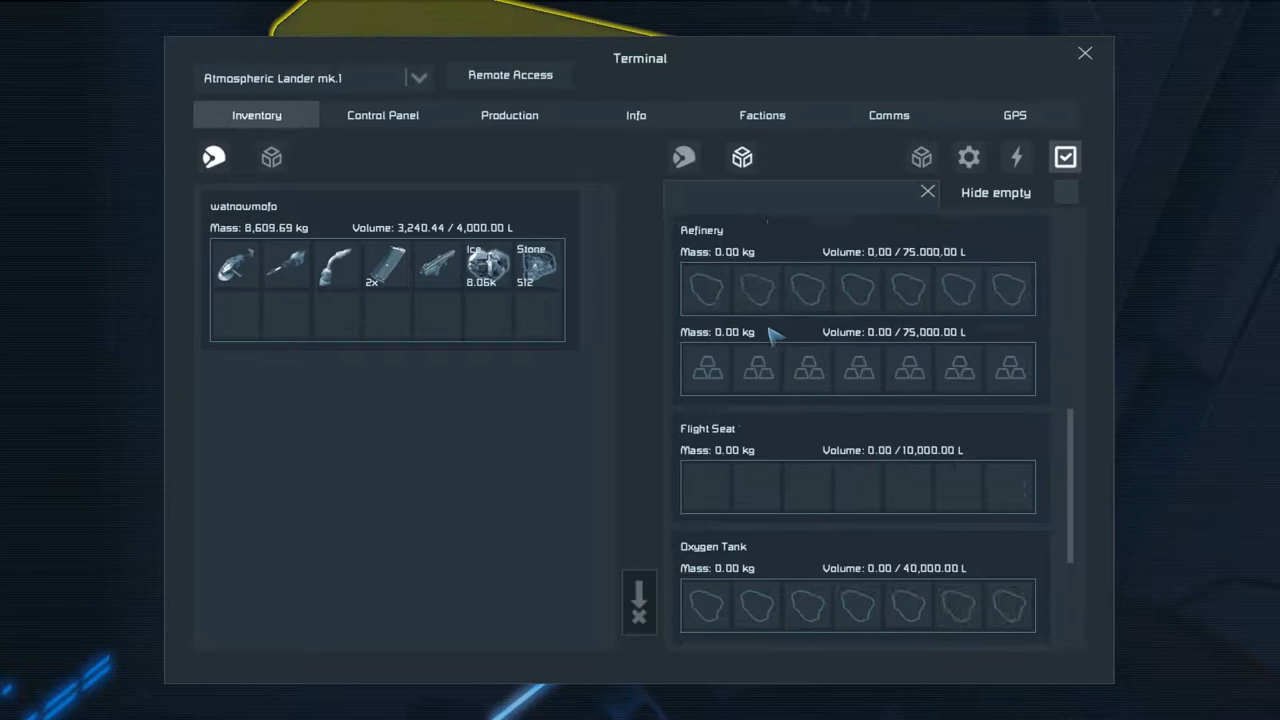 Terminal
Atmospheric Lander mk.1
Remote Access
Inventory
Control Panel
Production
Info
Factions
Comms
GPS
Hide empty
watnowmofo
Mass: 8,609.69 kg Volume: 3,240.44 / 4,000.00 L
2x
Ice
8.06k
Stone
512
Refinery
Mass: 0.00 kg Volume: 0.00 / 75,000.00 L
Mass: 0.00 kg Volume: 0.00 / 75,000.00 L
Flight Seat
Mass: 0.00 kg Volume: 0.00 / 10,000.00 L
Oxygen Tank
Mass: 0.00 kg Volume: 0.00 / 40,000.00 L